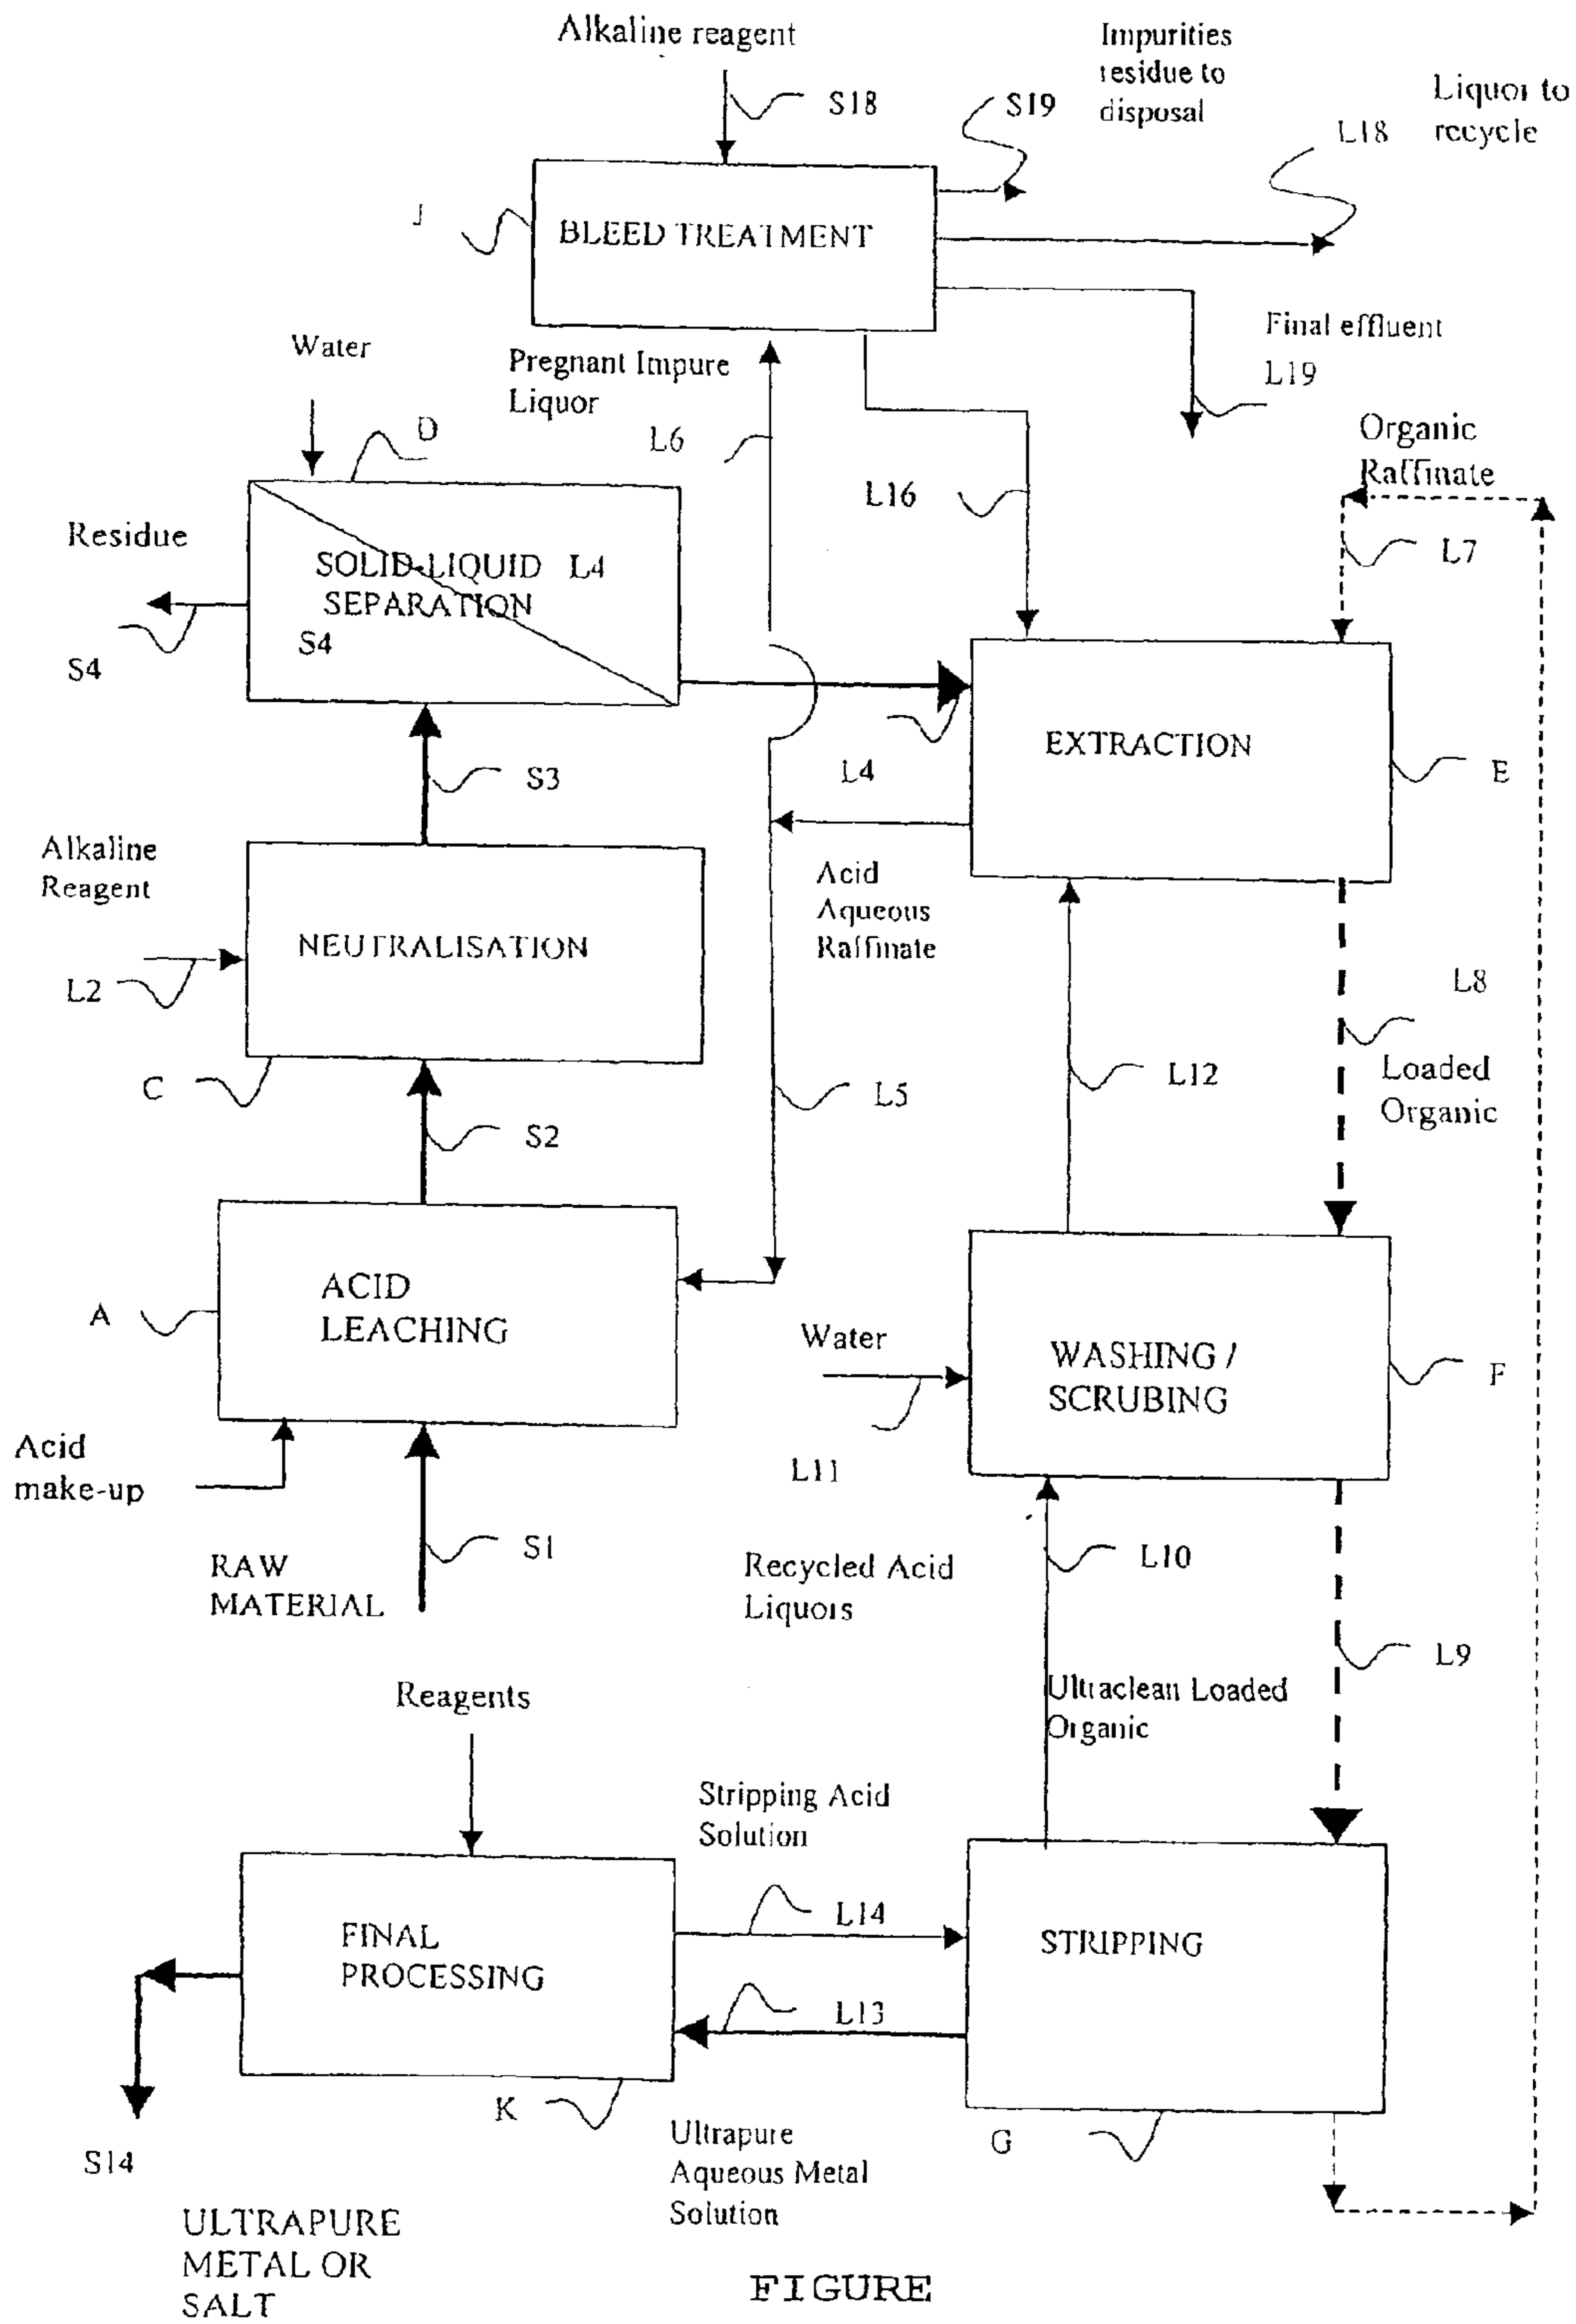 Alkaline reagent
S18
S19
Impurities
residue to
disposal
L18
Liquor to
recycle
J
BLEED TREATMENT
Final effluent
L19
Water
Pregnant Impure
Liquor
L6
L16
D
Organic
Raffinate
L7
Residue
SOLID-LIQUID L4
SEPARATION
S4
S4
EXTRACTION
E
L4
S3
Alkaline
Reagent
NEUTRALISATION
L2
C
Acid
Aqueous
Raffinate
L8
Loaded
Organic
L12
L5
S2
A
ACID
LEACHING
Water
WASHING /
SCRUBING
F
L11
Acid
make-up
S1
RAW
MATERIAL
Recycled Acid
Liquors
L10
L9
Ultraclean Loaded
Organic
Reagents
Stripping Acid
Solution
L14
FINAL
PROCESSING
STRIPPING
L13
K
G
Ultrapure
Aqueous Metal
Solution
S14
ULTRAPURE
METAL OR
SALT
FIGURE